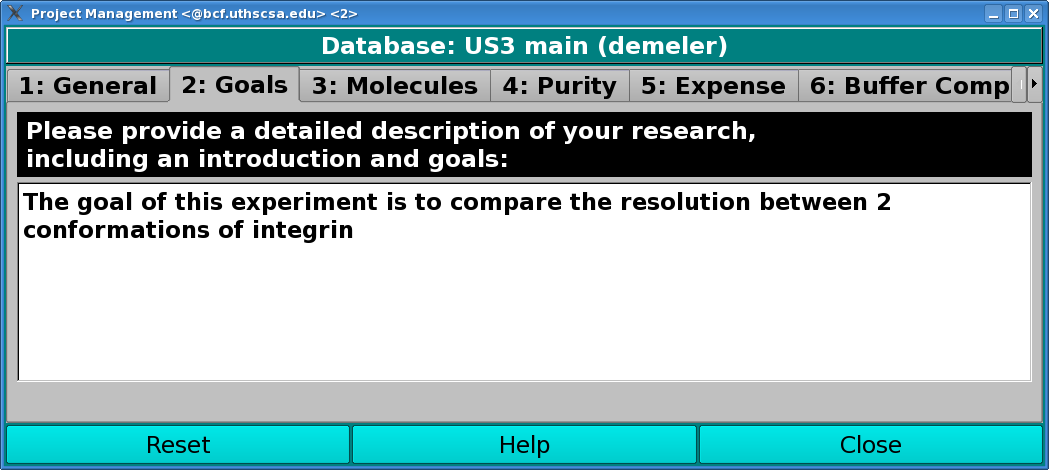 Project Management <@bcf.uthscsa.edu> <2>
Database: US3 main (demeler)
1: General 2: Goals 3: Molecules 4: Purity 5: Expense 6: Buffer Comp
Please provide a detailed description of your research,
including an introduction and goals:
The goal of this experiment is to compare the resolution between 2
conformations of integrin
Reset Help Close